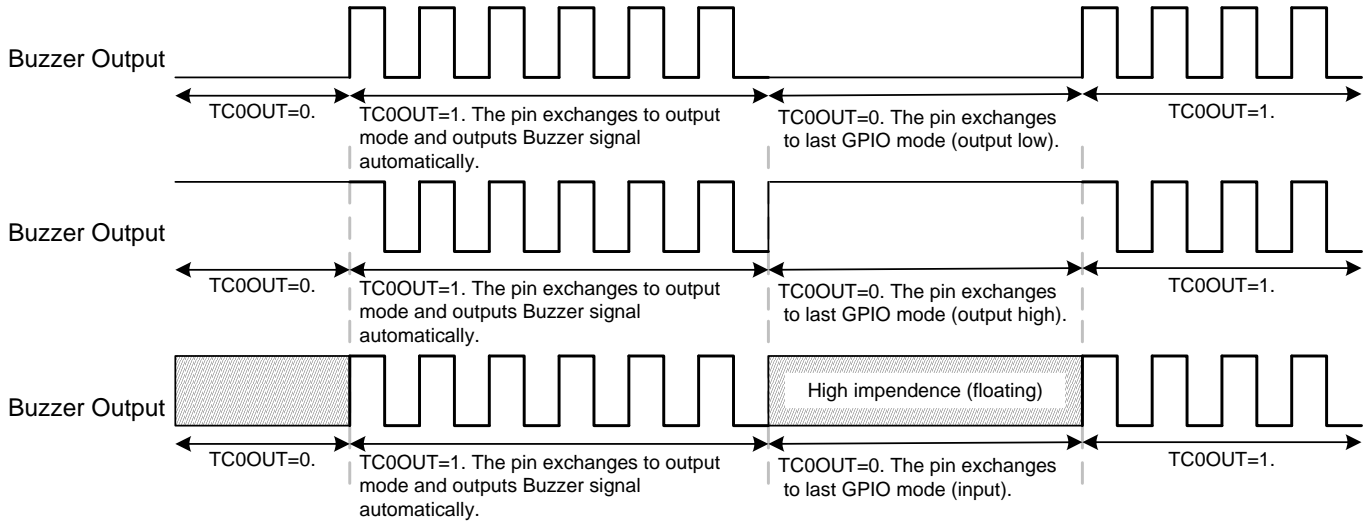 Buzzer Output
TC0OUT=0.
TC0OUT=1. The pin exchanges to output
mode and outputs Buzzer signal
automatically.
TC0OUT=0. The pin exchanges
to last GPIO mode (output low).
TC0OUT=1.
Buzzer Output
TC0OUT=0.
TC0OUT=1. The pin exchanges to output
mode and outputs Buzzer signal
automatically.
TC0OUT=0. The pin exchanges
to last GPIO mode (output high).
TC0OUT=1.
Buzzer Output
High impendence (floating)
TC0OUT=0.
TC0OUT=1. The pin exchanges to output
mode and outputs Buzzer signal
automatically.
TC0OUT=0. The pin exchanges
to last GPIO mode (input).
TC0OUT=1.